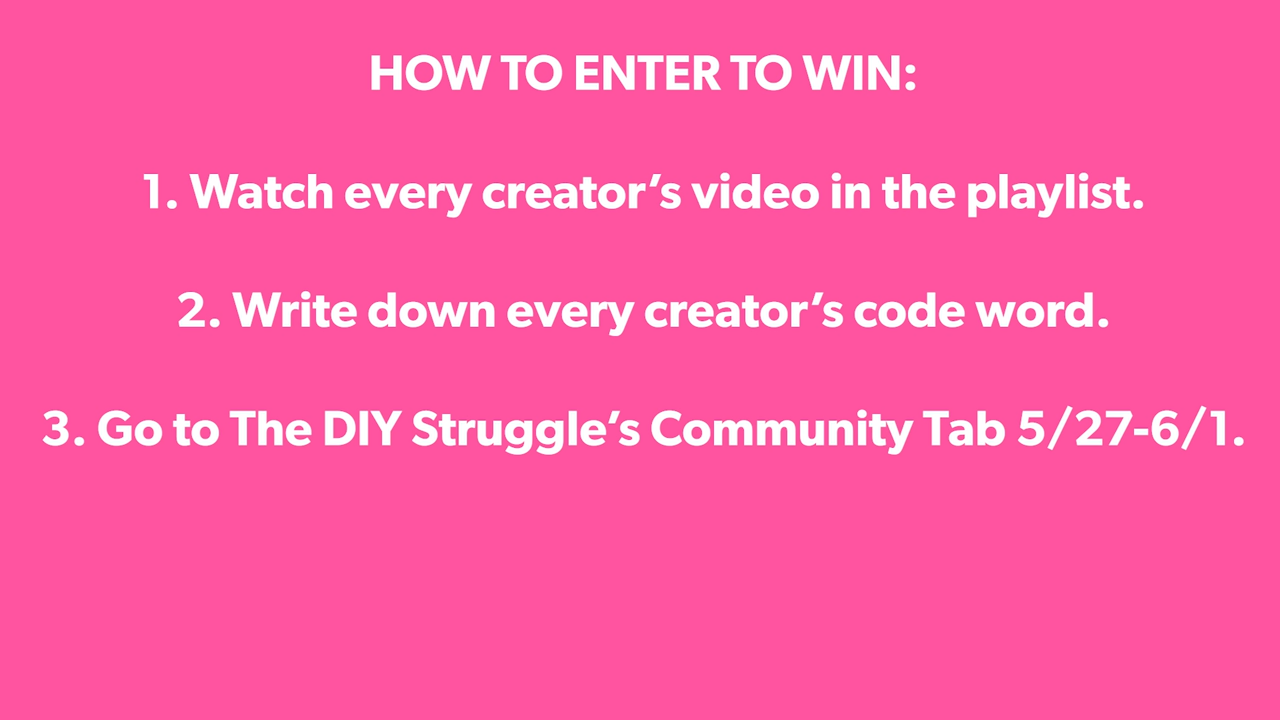 HOW TO ENTER TO WIN:
1. Watch every creator’s video in the playlist.
2. Write down every creator’s code word.
3. Go to The DIY Struggle’s Community Tab 5/27-6/1.